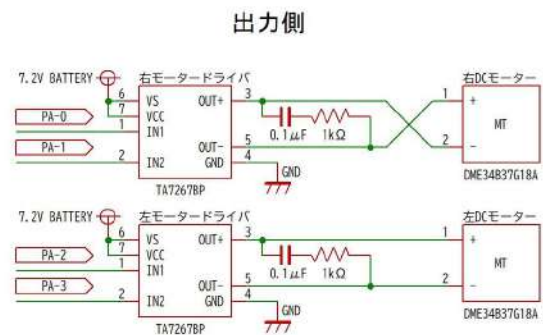 出力側
7.2V BATTERY
右モータードライバ
右DCモーター
6 VS OUT+ 3
7 VCC
PA-0
1 IN1
0.1μF 1kΩ
PA-1
OUT- 5
2 IN2 GND 4
GND
TA7267BP
1 +
MT
2 -
DME34B37G18A
7.2V BATTERY
左モータードライバ
左DCモーター
6 VS OUT+ 3
7 VCC
PA-2
1 IN1
0.1μF 1kΩ
PA-3
OUT- 5
2 IN2 GND 4
GND
TA7267BP
1 +
MT
2 -
DME34B37G18A